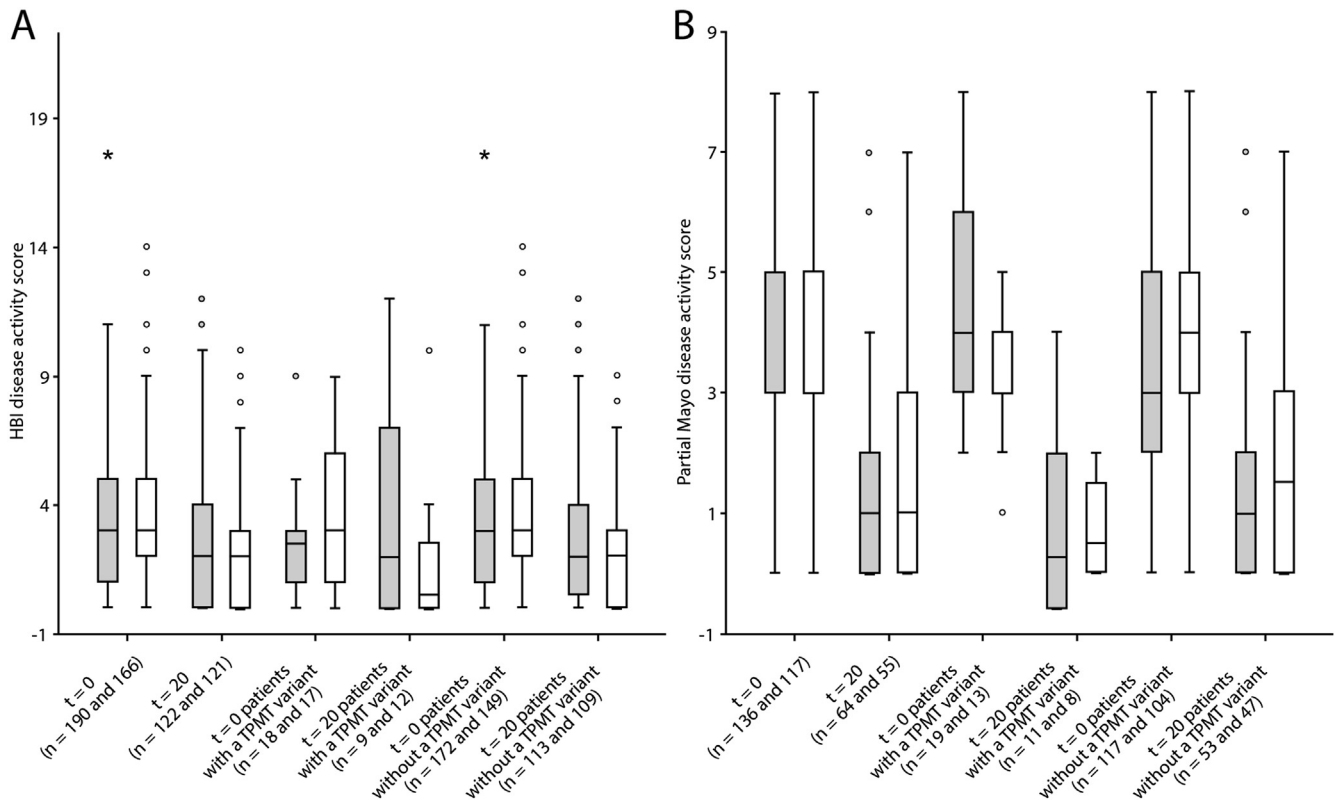 A
HBI disease activity score
19
14
9
4
-1
*
*
t = 0
(n = 190 and 166)
t = 20
(n = 122 and 121)
t = 0 patients
with a TPMT variant
(n = 18 and 17)
t = 20 patients
with a TPMT variant
(n = 9 and 12)
t = 0 patients
without a TPMT variant
(n = 172 and 149)
t = 20 patients
without a TPMT variant
(n = 113 and 109)
B
Partial Mayo disease activity score
9
7
5
3
1
-1
t = 0
(n = 136 and 117)
t = 20
(n = 64 and 55)
t = 0 patients
with a TPMT variant
(n = 19 and 13)
t = 20 patients
with a TPMT variant
(n = 11 and 8)
t = 0 patients
without a TPMT variant
(n = 117 and 104)
t = 20 patients
without a TPMT variant
(n = 53 and 47)